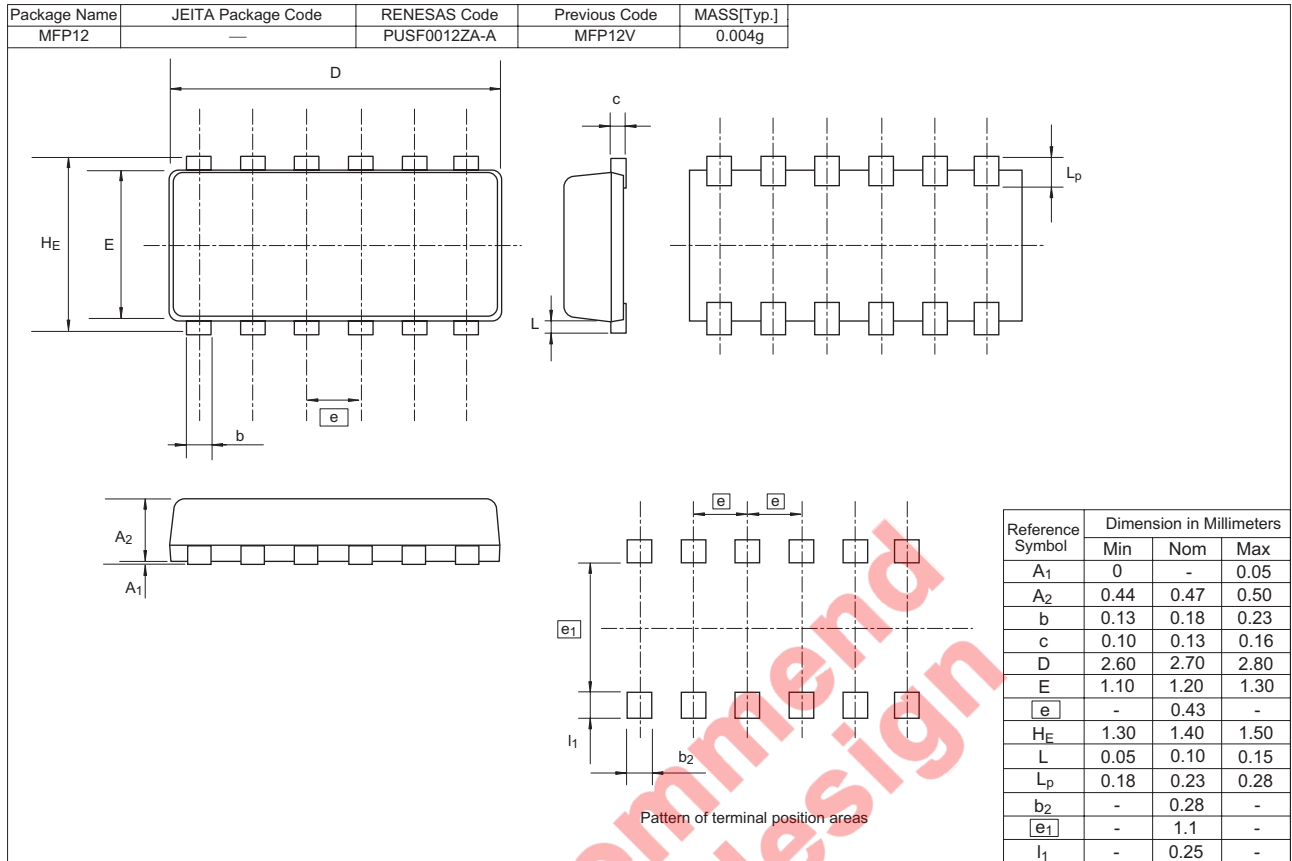 Package Name JEITA Package Code RENESAS Code Previous Code MASS[Typ.]
MFP12 — PUSF0012ZA-A MFP12V 0.004g
D
c
HE
E
L
Lp
e
b
A2
A1
e e
e1
l1
b2
Pattern of terminal position areas
Reference Symbol Dimension in Millimeters
Min Nom Max
A1 0 - 0.05
A2 0.44 0.47 0.50
b 0.13 0.18 0.23
c 0.10 0.13 0.16
D 2.60 2.70 2.80
E 1.10 1.20 1.30
e - 0.43 -
HE 1.30 1.40 1.50
L 0.05 0.10 0.15
Lp 0.18 0.23 0.28
b2 - 0.28 -
e1 - 1.1 -
l1 - 0.25 -
ommend
design